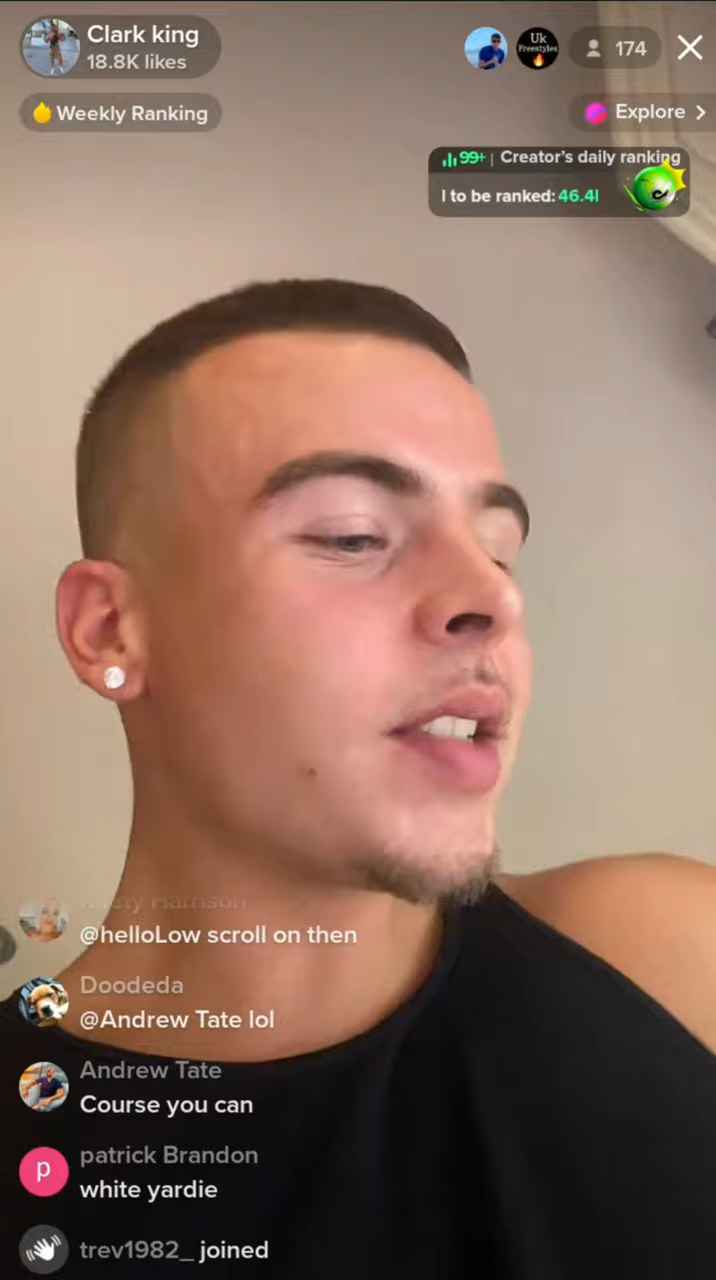 Clark king
18.8K likes
Uk
Freestyles
174
Weekly Ranking
Explore
99+ | Creator's daily ranking
l to be ranked: 46.4l
Harrison
@helloLow scroll on then
Doodeda
@Andrew Tate lol
Andrew Tate
Course you can
p
patrick Brandon
white yardie
trev1982_ joined